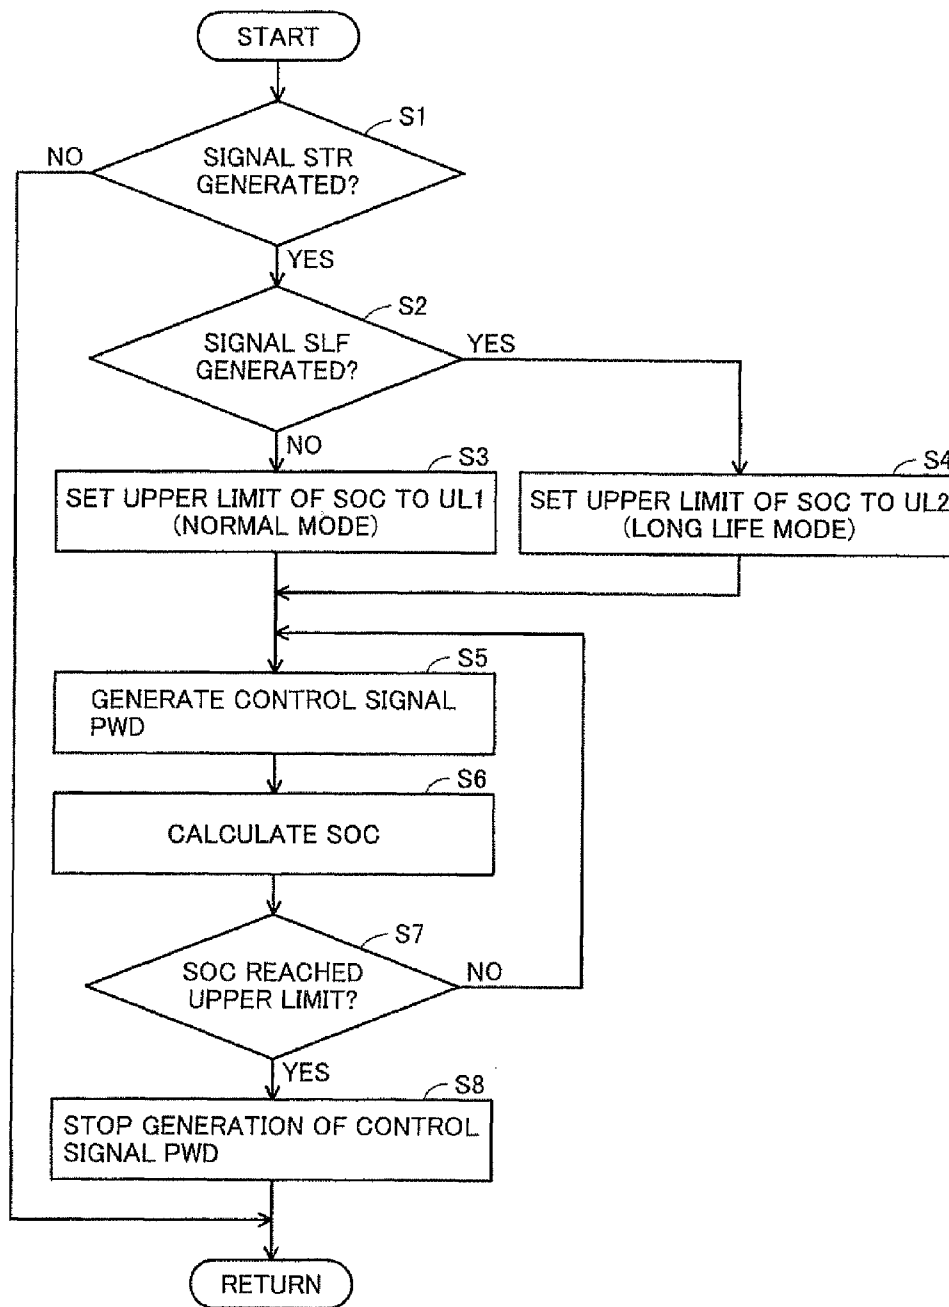 START
S1
NO
SIGNAL STR
GENERATED?
YES
S2
SIGNAL SLF
GENERATED?
YES
NO
S3
S4
SET UPPER LIMIT OF SOC TO UL1
(NORMAL MODE)
SET UPPER LIMIT OF SOC TO UL2
(LONG LIFE MODE)
S5
GENERATE CONTROL SIGNAL
PWD
S6
CALCULATE SOC
S7
SOC REACHED
UPPER LIMIT?
NO
YES
S8
STOP GENERATION OF CONTROL
SIGNAL PWD
RETURN